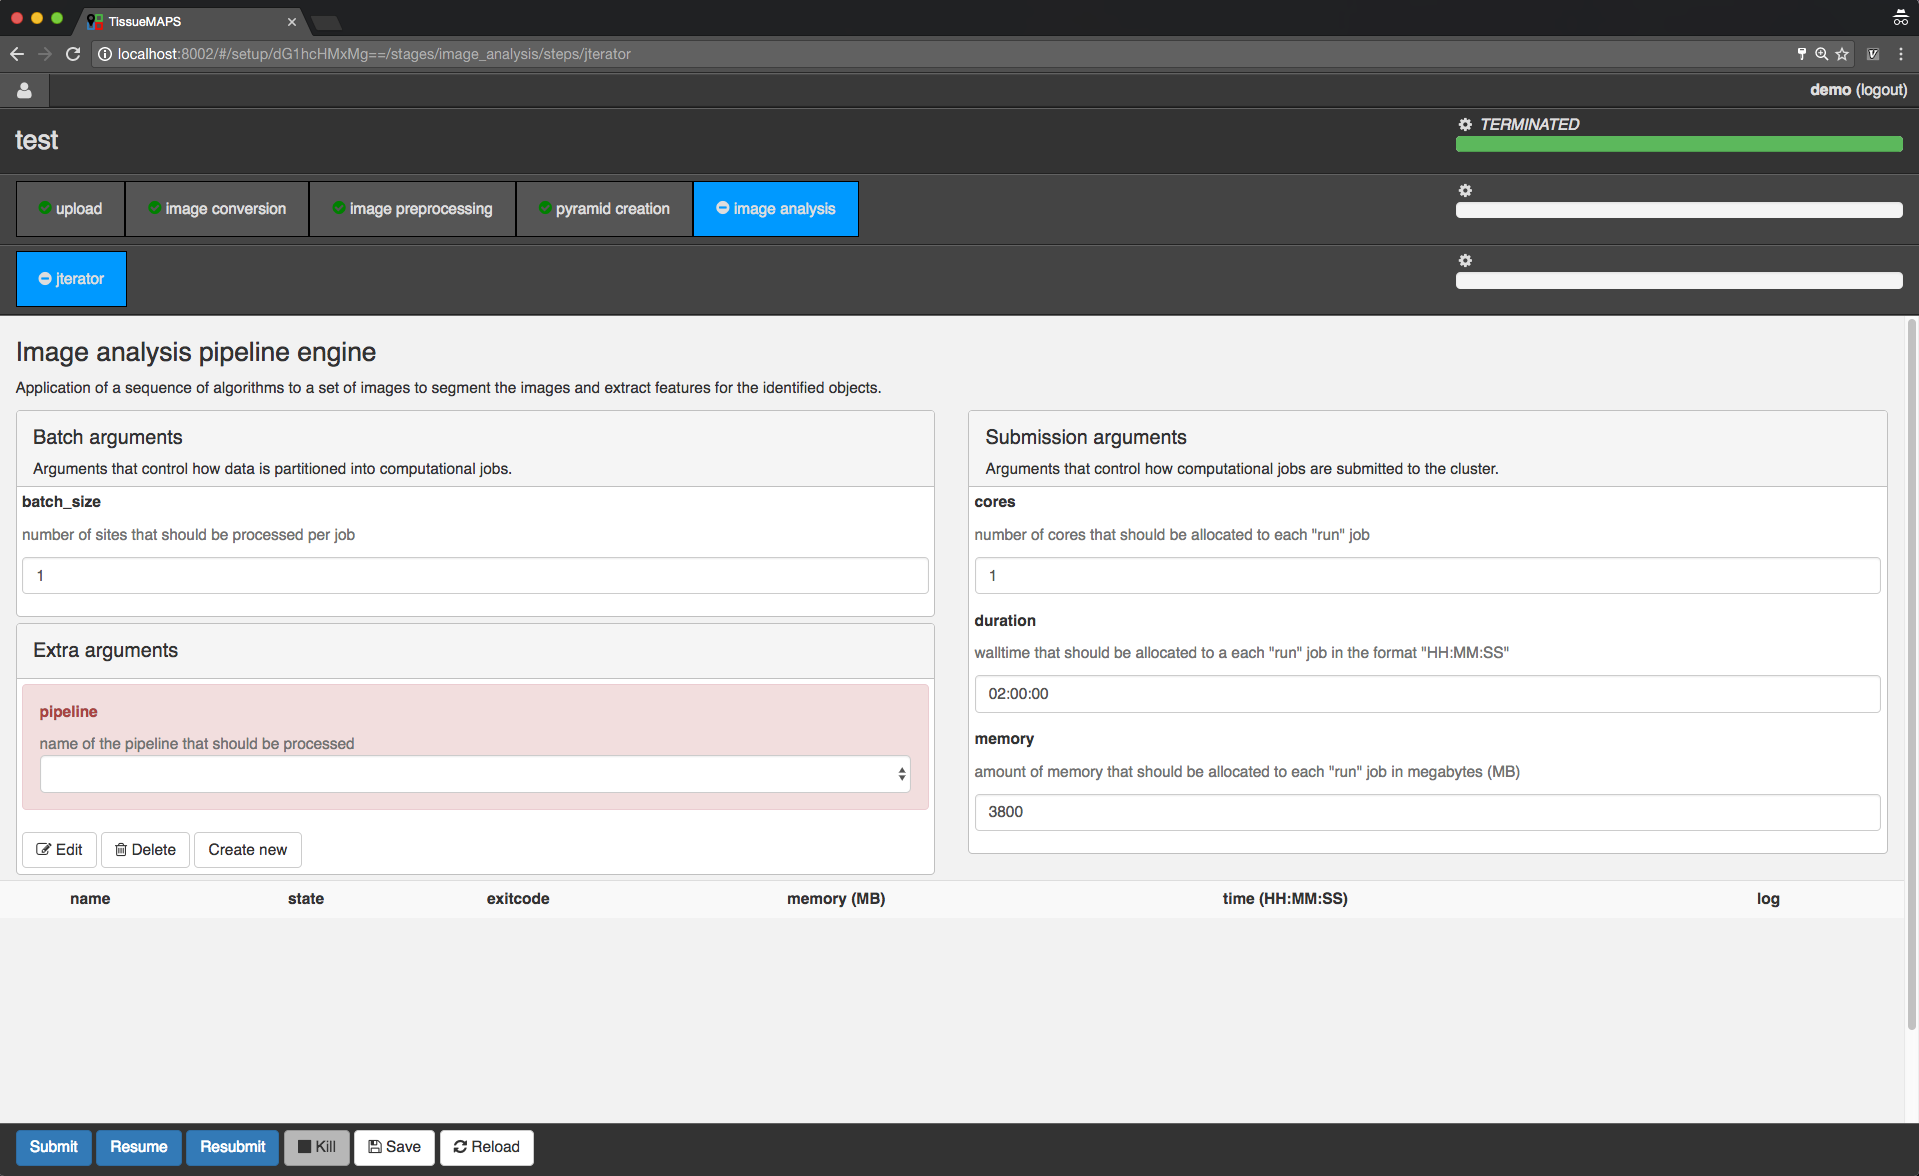 TissueMAPS
localhost:8002/#/setup/dG1hcHMxMg==/stages/image_analysis/steps/jterator
demo (logout)
test
TERMINATED
upload
image conversion
image preprocessing
pyramid creation
image analysis
jterator
Image analysis pipeline engine
Application of a sequence of algorithms to a set of images to segment the images and extract features for the identified objects.
Batch arguments
Arguments that control how data is partitioned into computational jobs.
batch_size
number of sites that should be processed per job
1
Extra arguments
pipeline
name of the pipeline that should be processed
Edit
Delete
Create new
Submission arguments
Arguments that control how computational jobs are submitted to the cluster.
cores
number of cores that should be allocated to each "run" job
1
duration
walltime that should be allocated to a each "run" job in the format "HH:MM:SS"
02:00:00
memory
amount of memory that should be allocated to each "run" job in megabytes (MB)
3800
name state exitcode memory (MB) time (HH:MM:SS) log
Submit
Resume
Resubmit
Kill
Save
Reload